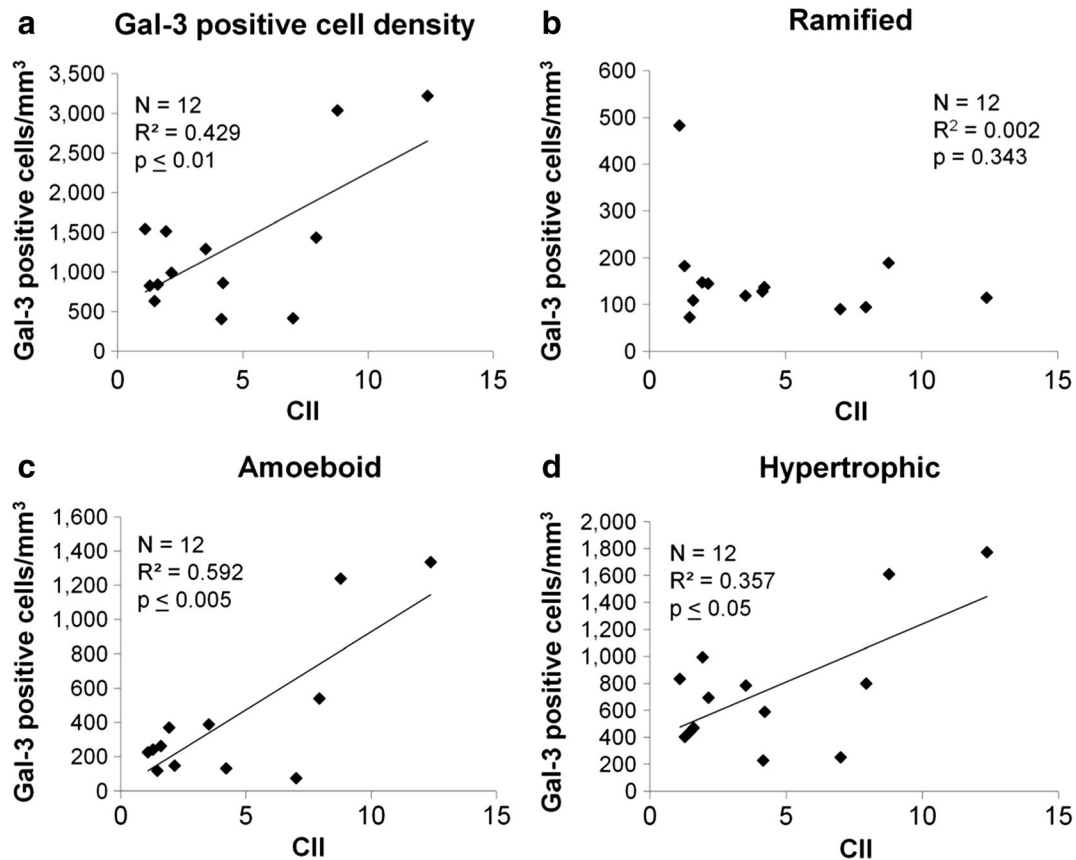 a
Gal-3 positive cell density
Gal-3 positive cells/mm³
3,500
3,000
2,500
2,000
1,500
1,000
500
0
N = 12
R² = 0.429
p ≤ 0.01
0 5 10 15
CII
b
Ramified
Gal-3 positive cells/mm³
600
500
400
300
200
100
0
N = 12
R² = 0.002
p = 0.343
0 5 10 15
CII
c
Amoeboid
Gal-3 positive cells/mm³
1,600
1,400
1,200
1,000
800
600
400
200
0
N = 12
R² = 0.592
p ≤ 0.005
0 5 10 15
CII
d
Hypertrophic
Gal-3 positive cells/mm³
2,000
1,800
1,600
1,400
1,200
1,000
800
600
400
200
0
N = 12
R² = 0.357
p ≤ 0.05
0 5 10 15
CII